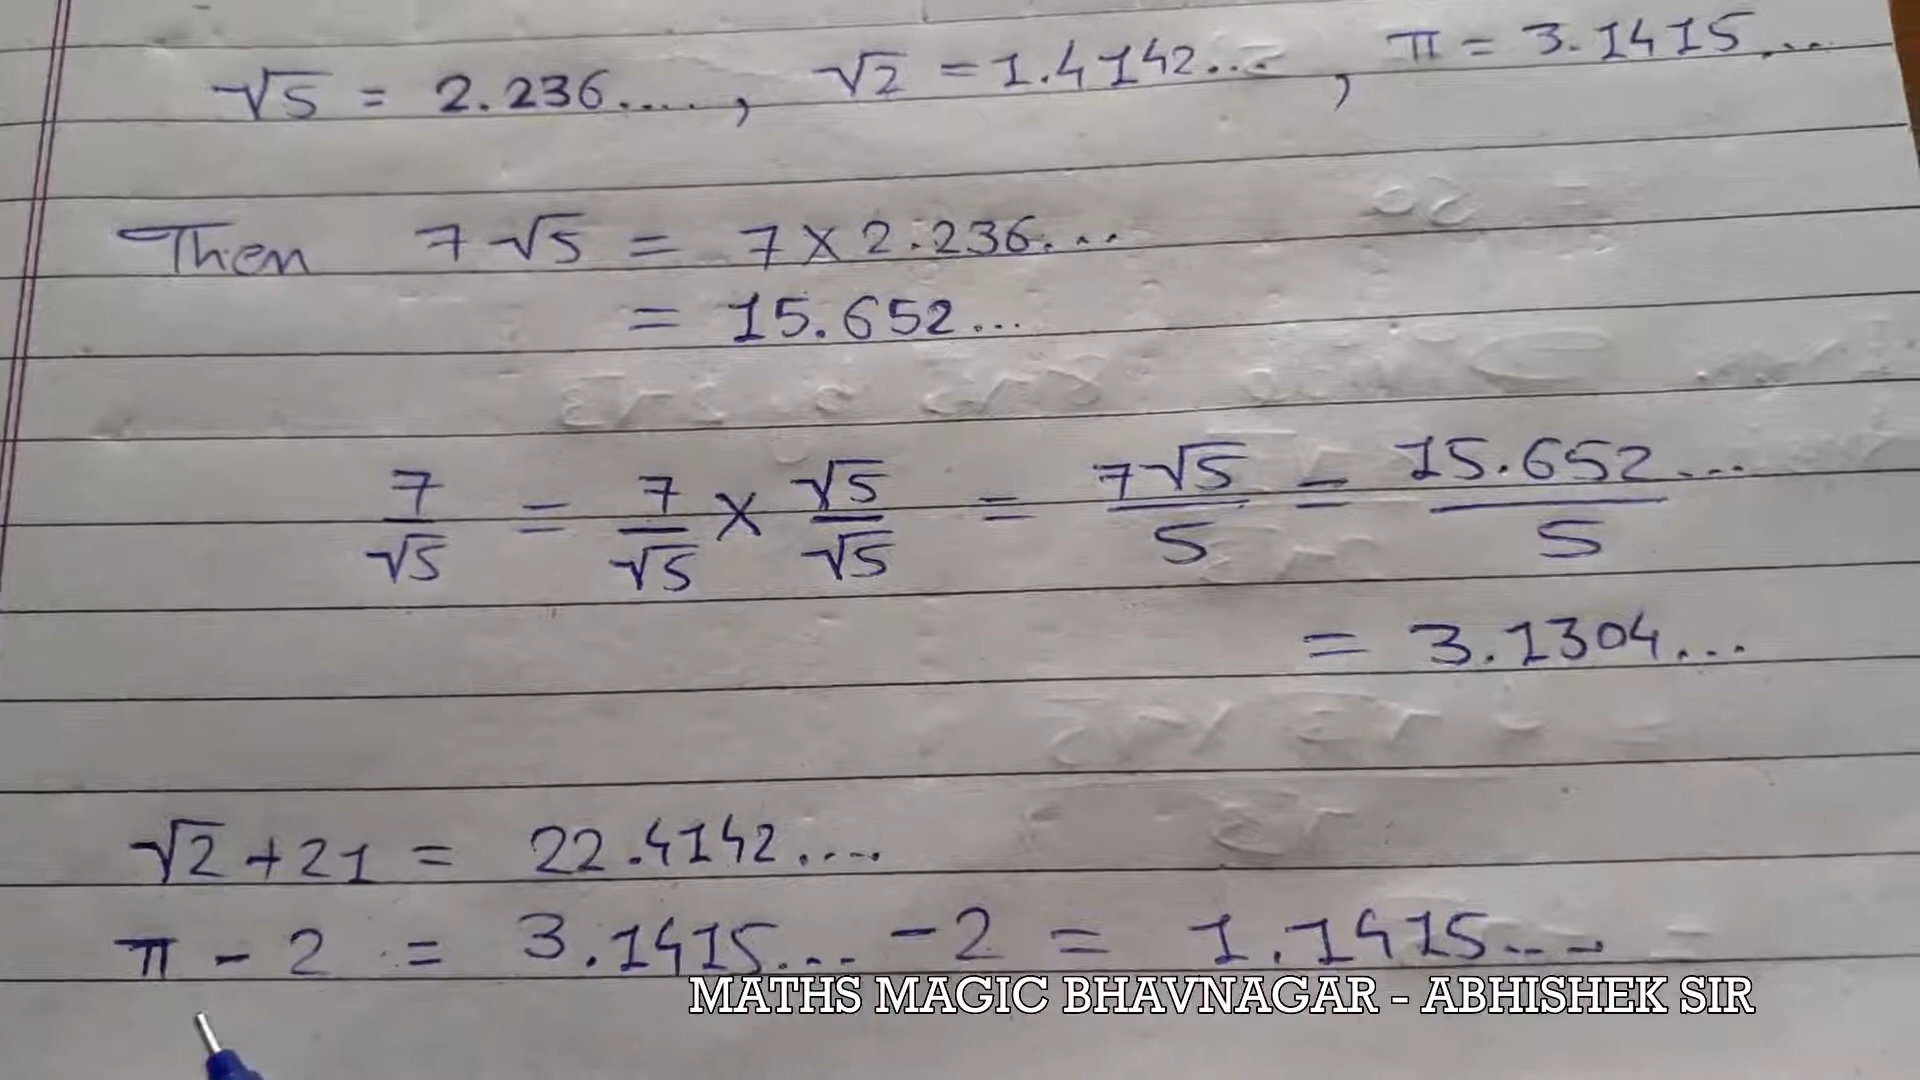 √5 = 2.236...., √2 = 1.4142..., π = 3.1415...
Then 7√5 = 7 × 2.236...
= 15.652...
7/√5 = 7/√5 × √5/√5 = 7√5/5 = 15.652.../5
= 3.1304...
√2 + 21 = 22.4142....
π - 2 = 3.1415... - 2 = 1.1415...
MATHS MAGIC BHAVNAGAR - ABHISHEK SIR